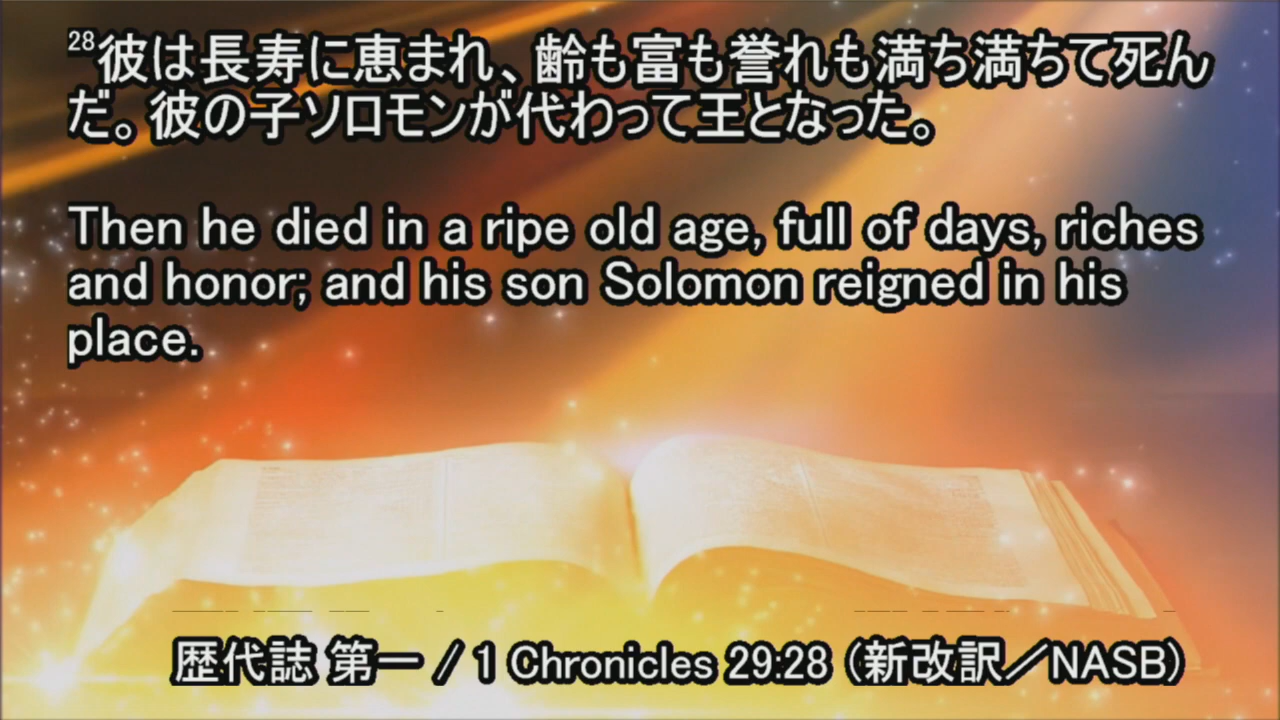 28彼は長寿に恵まれ、齢も富も誉れも満ち満ちて死ん
だ。彼の子ソロモンが代わって王となった。
Then he died in a ripe old age, full of days, riches
and honor; and his son Solomon reigned in his
place.
歴代誌 第一 / 1 Chronicles 29:28 (新改訳／NASB)